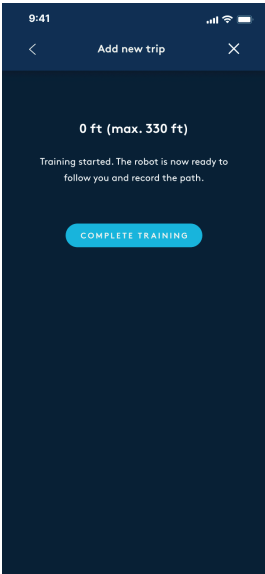 9:41
Add new trip
0 ft (max. 330 ft)
Training started. The robot is now ready to
follow you and record the path.
COMPLETE TRAINING